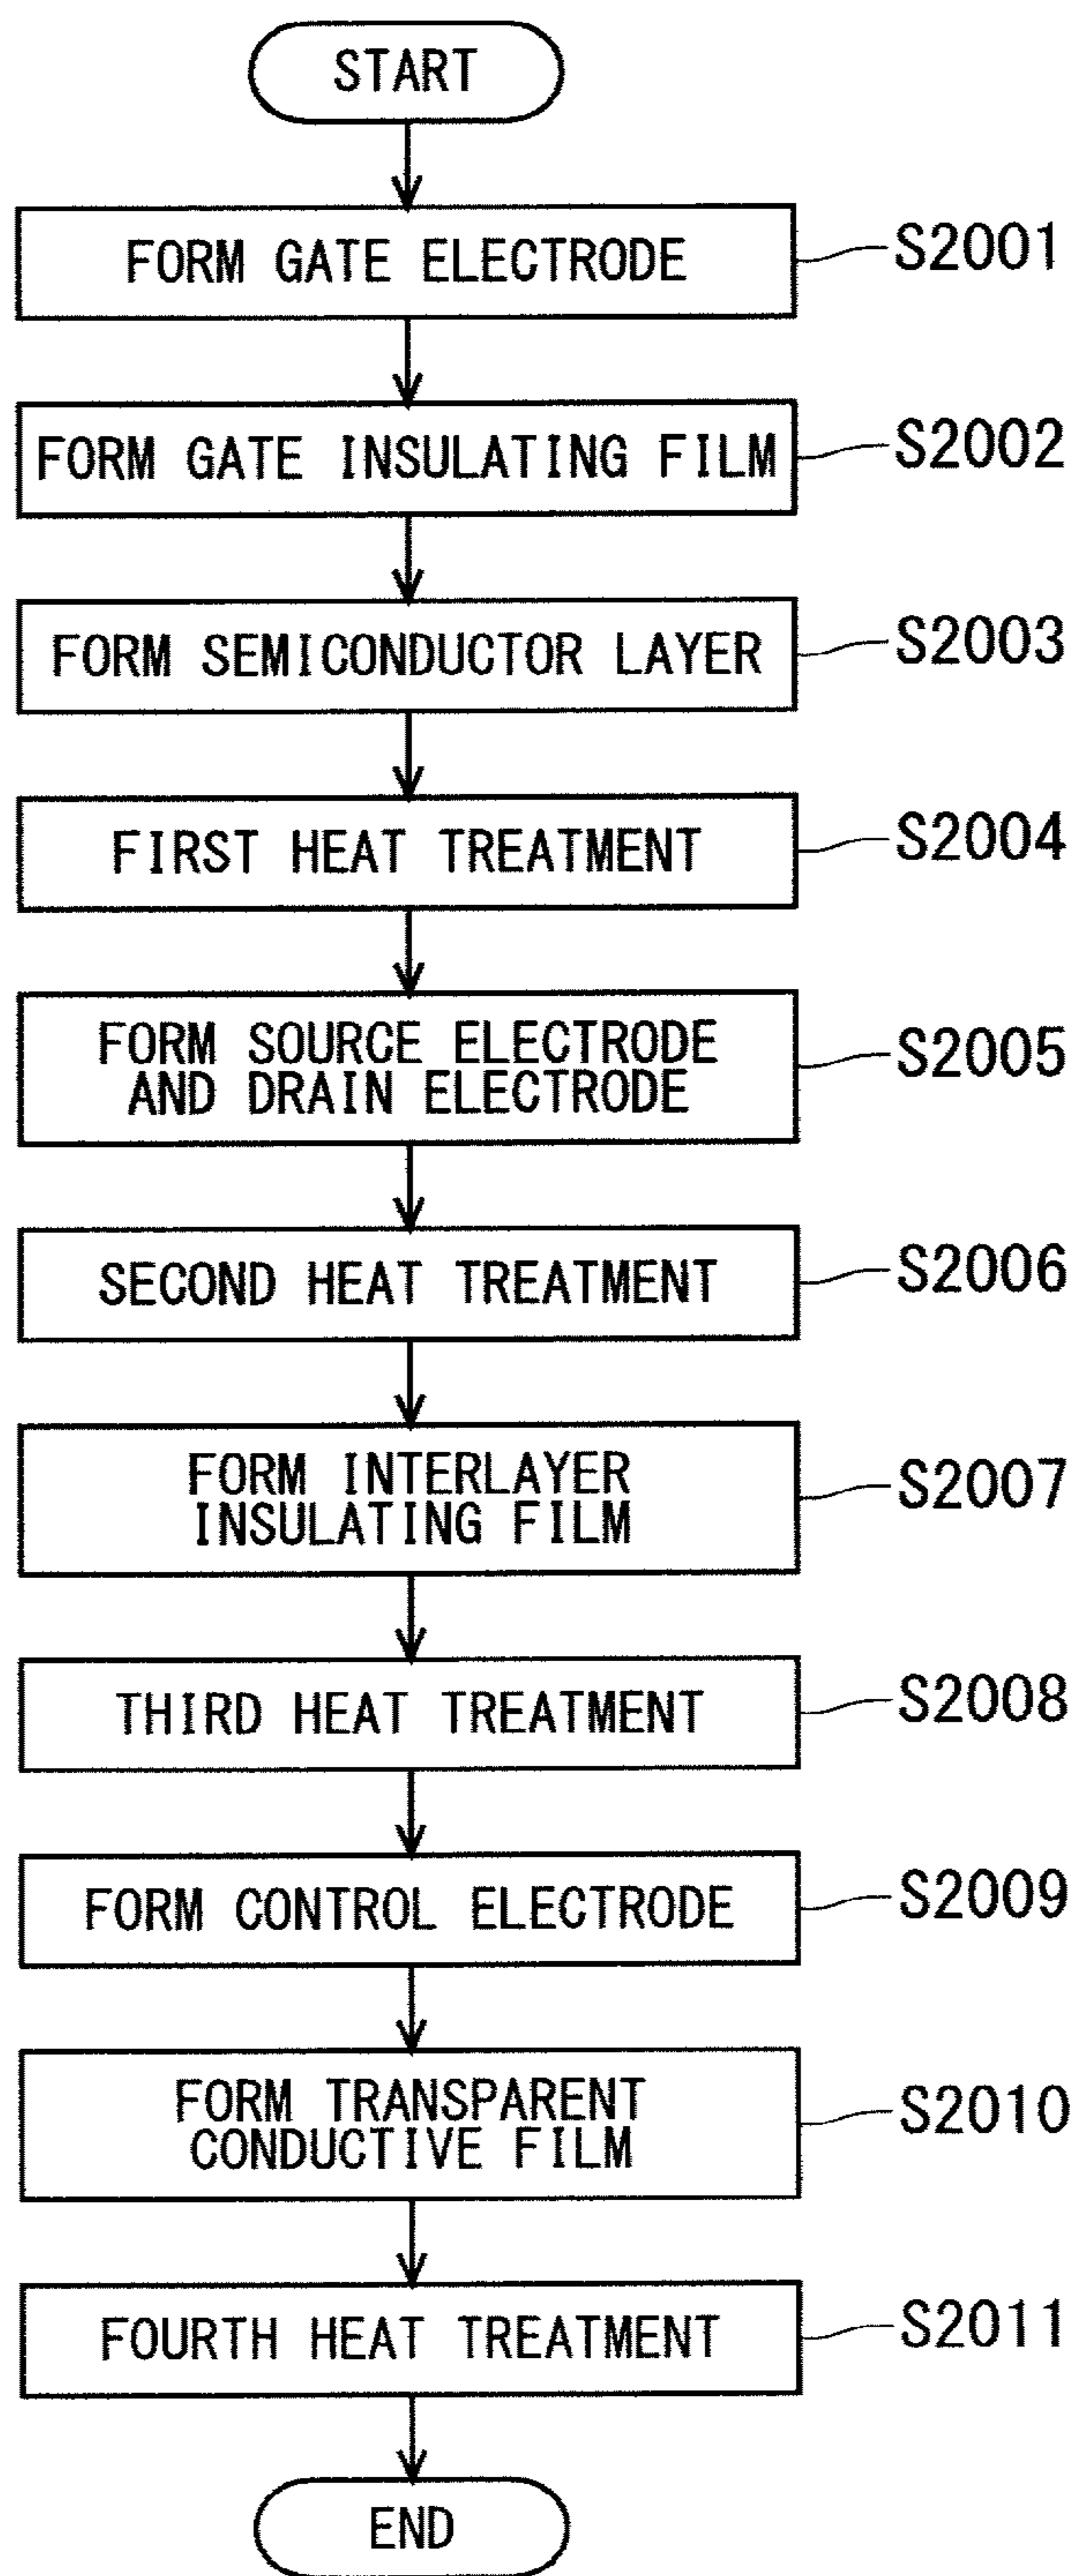 START
FORM GATE ELECTRODE
S2001
FORM GATE INSULATING FILM
S2002
FORM SEMICONDUCTOR LAYER
S2003
FIRST HEAT TREATMENT
S2004
FORM SOURCE ELECTRODE
AND DRAIN ELECTRODE
S2005
SECOND HEAT TREATMENT
S2006
FORM INTERLAYER
INSULATING FILM
S2007
THIRD HEAT TREATMENT
S2008
FORM CONTROL ELECTRODE
S2009
FORM TRANSPARENT
CONDUCTIVE FILM
S2010
FOURTH HEAT TREATMENT
S2011
END